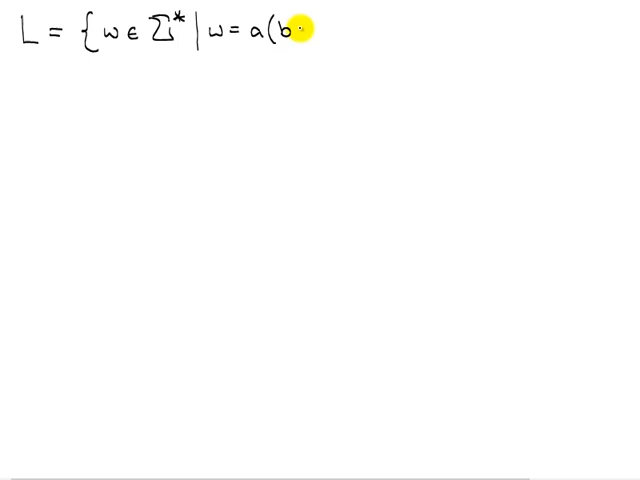 L = { w ∈ Σ* | w = a(b